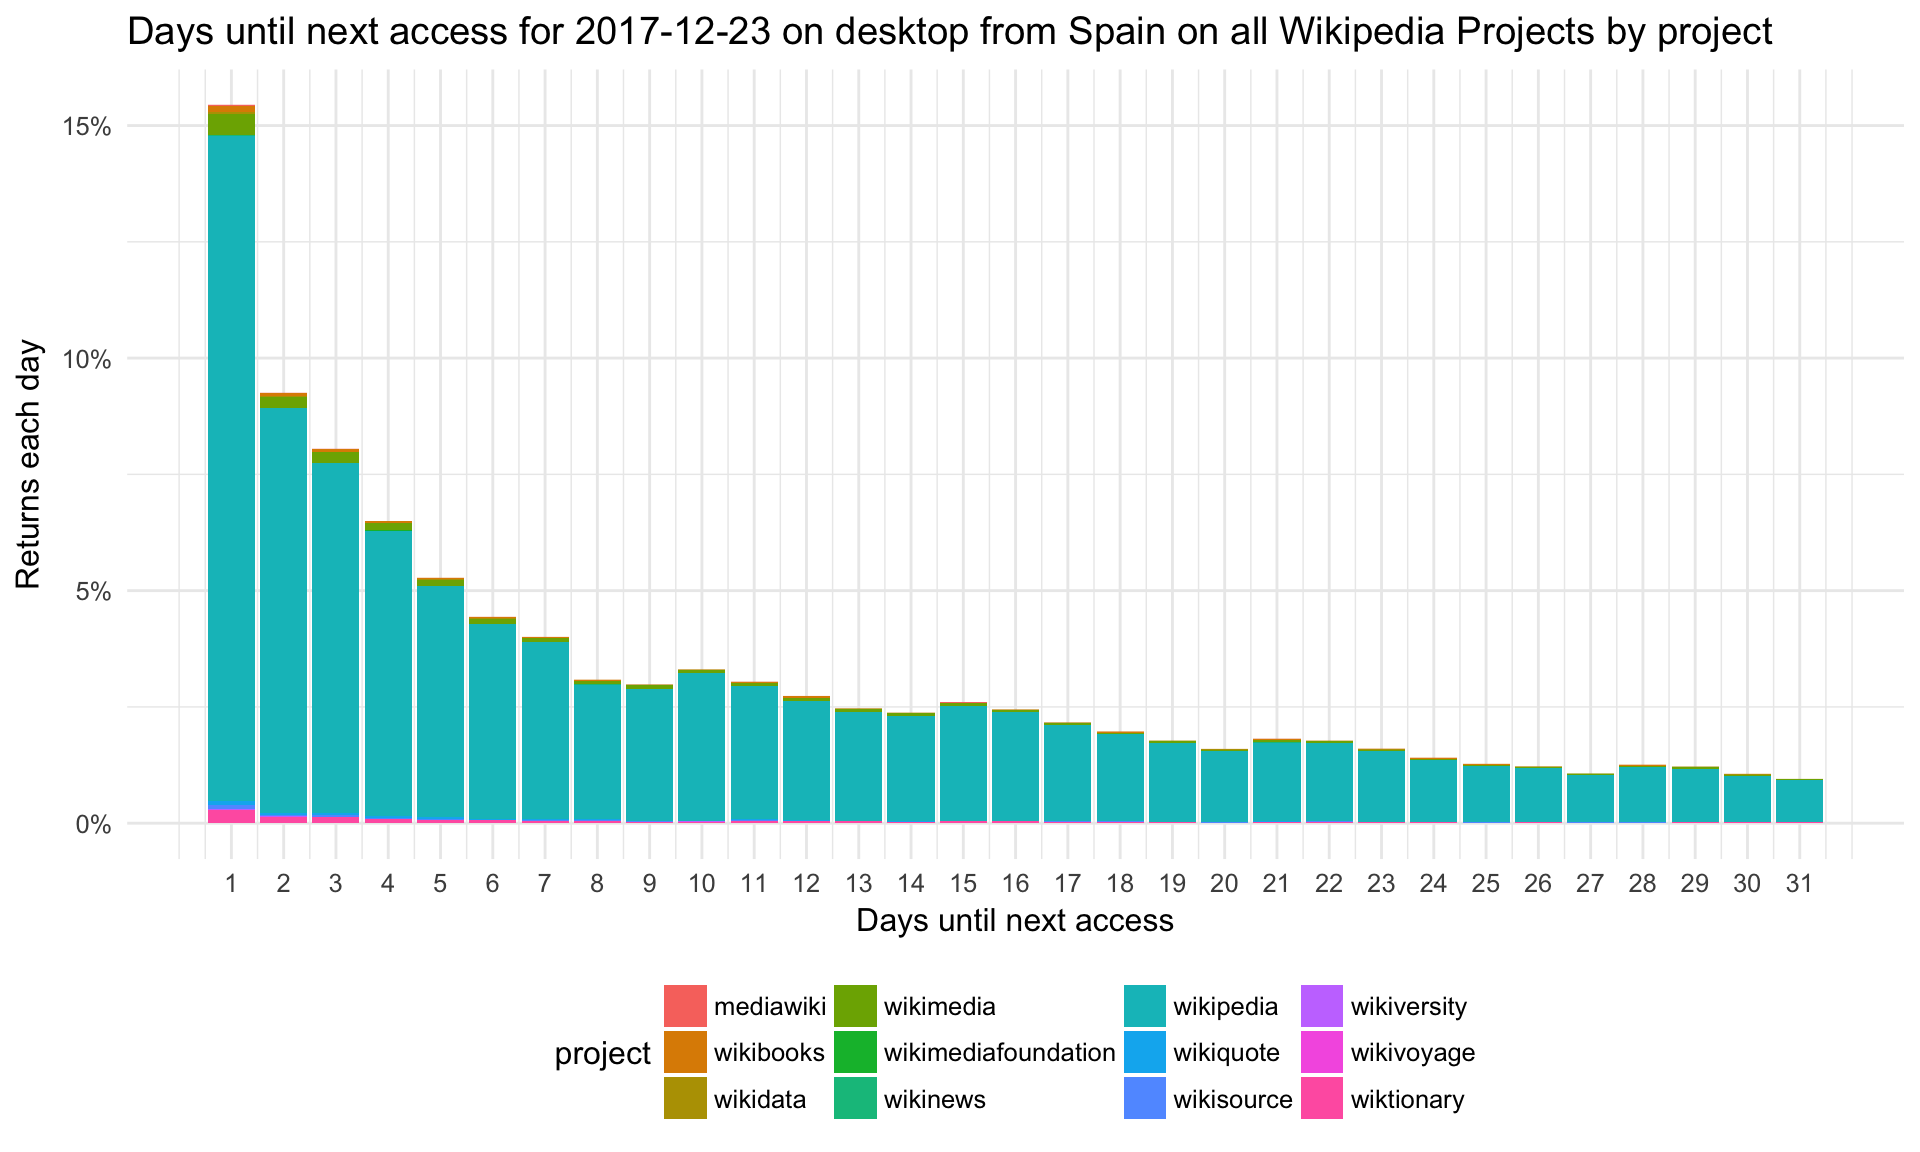 Days until next access for 2017-12-23 on desktop from Spain on all Wikipedia Projects by project
Returns each day
15%
10%
5%
0%
1 2 3 4 5 6 7 8 9 10 11 12 13 14 15 16 17 18 19 20 21 22 23 24 25 26 27 28 29 30 31
Days until next access
project
mediawiki wikimedia wikipedia wikiversity
wikibooks wikimediafoundation wikiquote wikivoyage
wikidata wikinews wikisource wiktionary